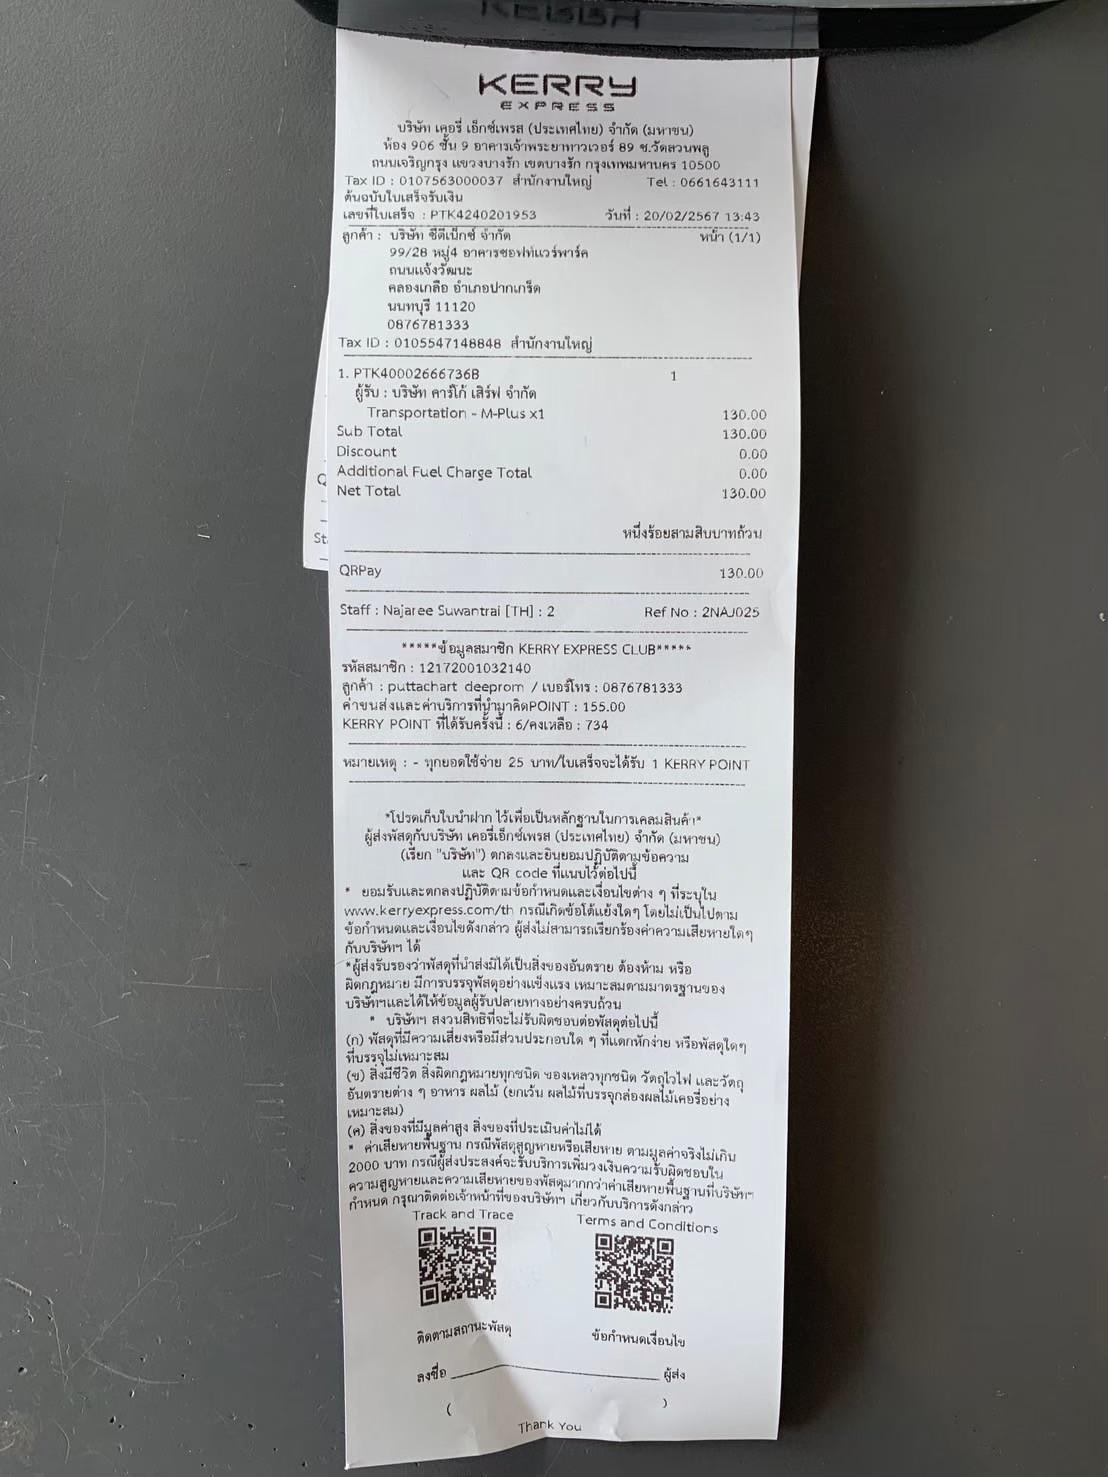 KERRY
EXPRESS
บริษัท เคอรี่ เอ็กซ์เพรส (ประเทศไทย) จำกัด (มหาชน)
ห้อง 906 ชั้น 9 อาคารเจ้าพระยาทาวเวอร์ 89 ซ.วัดสวนพลู
ถนนเจริญกรุง แขวงบางรัก เขตบางรัก กรุงเทพมหานคร 10500
Tax ID : 0107563000037 สำนักงานใหญ่ Tel : 0661643111
ต้นฉบับใบเสร็จรับเงิน
เลขที่ใบเสร็จ : PTK4240201953 วันที่ : 20/02/2567 13:43
ลูกค้า : บริษัท ซีดีเน็กซ์ จำกัด หน้า (1/1)
99/28 หมู่4 อาคารซอฟท์แวร์พาร์ค
ถนนแจ้งวัฒนะ
คลองเกลือ อำเภอปากเกร็ด
นนทบุรี 11120
0876781333
Tax ID : 0105547148848 สำนักงานใหญ่
1. PTK40002666736B 1
ผู้รับ : บริษัท คาร์โก้ เสิร์ฟ จำกัด
Transportation - M-Plus x1 130.00
Sub Total 130.00
Discount 0.00
Additional Fuel Charge Total 0.00
Net Total 130.00
หนึ่งร้อยสามสิบบาทถ้วน
QRPay 130.00
Staff : Najaree Suwantrai [TH] : 2 Ref No : 2NAJ025
*****ข้อมูลสมาชิก KERRY EXPRESS CLUB*****
รหัสสมาชิก : 12172001032140
ลูกค้า : puttachart deeprom / เบอร์โทร : 0876781333
ค่าขนส่งและค่าบริการที่นำมาคิดPOINT : 155.00
KERRY POINT ที่ได้รับครั้งนี้ : 6/คงเหลือ : 734
หมายเหตุ : - ทุกยอดใช้จ่าย 25 บาท/ใบเสร็จจะได้รับ 1 KERRY POINT
*โปรดเก็บใบนำฝาก ไว้เพื่อเป็นหลักฐานในการเคลมสินค้า*
ผู้ส่งพัสดุกับบริษัท เคอรี่เอ็กซ์เพรส (ประเทศไทย) จำกัด (มหาชน)
(เรียก "บริษัท") ตกลงและยินยอมปฏิบัติตามข้อความ
และ QR code ที่แนบไว้ต่อไปนี้
* ยอมรับและตกลงปฏิบัติตามข้อกำหนดและเงื่อนไขต่าง ๆ ที่ระบุใน
www.kerryexpress.com/th กรณีเกิดข้อโต้แย้งใดๆ โดยไม่เป็นไปตาม
ข้อกำหนดและเงื่อนไขดังกล่าว ผู้ส่งไม่สามารถเรียกร้องค่าความเสียหายใดๆ
กับบริษัทฯ ได้
*ผู้ส่งรับรองว่าพัสดุที่นำส่งมิได้เป็นสิ่งของอันตราย ต้องห้าม หรือ
ผิดกฎหมาย มีการบรรจุพัสดุอย่างแข็งแรง เหมาะสมตามมาตรฐานของ
บริษัทฯและได้ให้ข้อมูลผู้รับปลายทางอย่างครบถ้วน
* บริษัทฯ สงวนสิทธิที่จะไม่รับผิดชอบต่อพัสดุต่อไปนี้
(ก) พัสดุที่มีความเสี่ยงหรือมีส่วนประกอบใด ๆ ที่แตกหักง่าย หรือพัสดุใดๆ
ที่บรรจุไม่เหมาะสม
(ข) สิ่งมีชีวิต สิ่งผิดกฎหมายทุกชนิด ของเหลวทุกชนิด วัตถุไวไฟ และวัตถุ
อันตรายต่าง ๆ อาหาร ผลไม้ (ยกเว้น ผลไม้ที่บรรจุกล่องผลไม้เคอรี่อย่าง
เหมาะสม)
(ค) สิ่งของที่มีมูลค่าสูง สิ่งของที่ประเมินค่าไม่ได้
* ค่าเสียหายพื้นฐาน กรณีพัสดุสูญหายหรือเสียหาย ตามมูลค่าจริงไม่เกิน
2000 บาท กรณีผู้ส่งประสงค์จะรับบริการเพิ่มวงเงินความรับผิดชอบใน
ความสูญหายและความเสียหายของพัสดุมากกว่าค่าเสียหายพื้นฐานที่บริษัทฯ
กำหนด กรุณาติดต่อเจ้าหน้าที่ของบริษัทฯ เกี่ยวกับบริการดังกล่าว
Track and Trace Terms and Conditions
ติดตามสถานะพัสดุ ข้อกำหนดเงื่อนไข
ลงชื่อ ผู้ส่ง
( )
Thank You